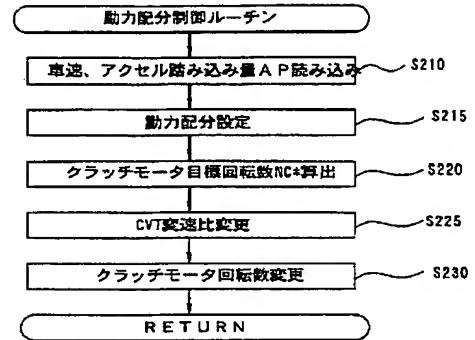 動力配分制御ルーチン
車速、アクセル踏み込み量AP読み込み
S210
動力配分設定
S215
クラッチモータ目標回転数NC*算出
S220
CVT変速比変更
S225
クラッチモータ回転数変更
S230
RETURN